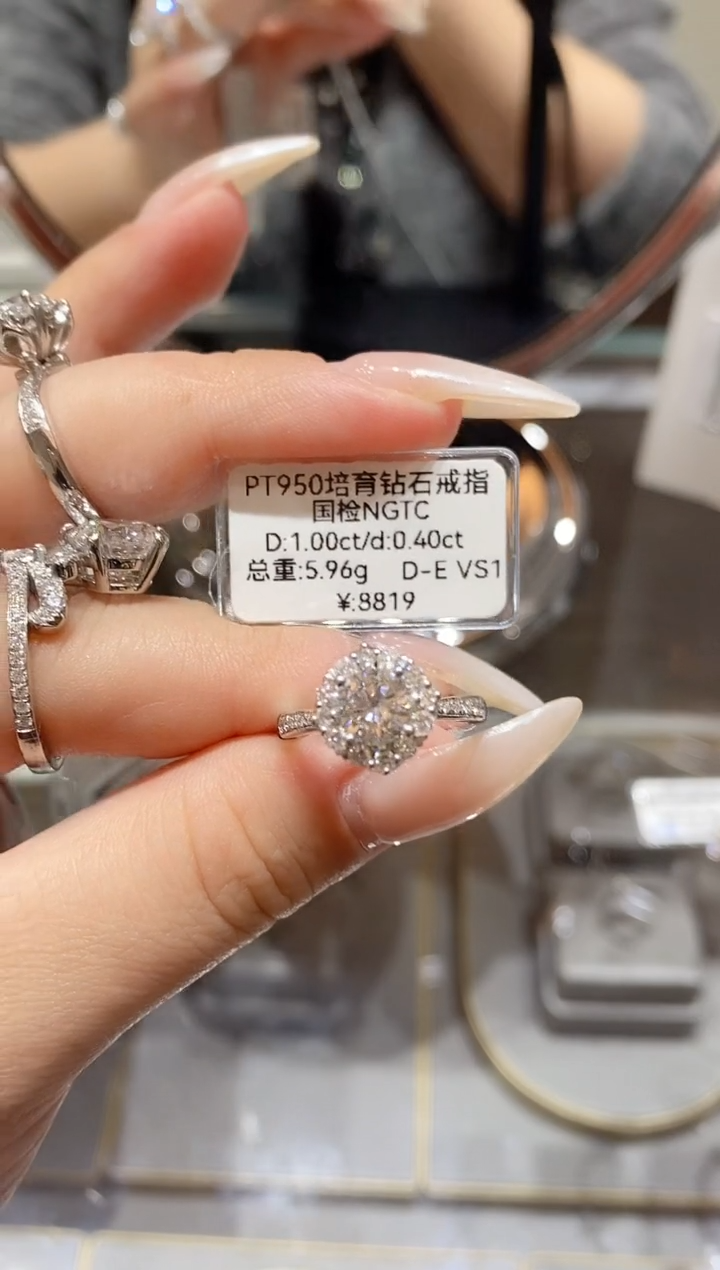 PT950培育钻石戒指
国检NGTC
D:1.00ct/d:0.40ct
总重:5.96g D-E VS1
¥:8819